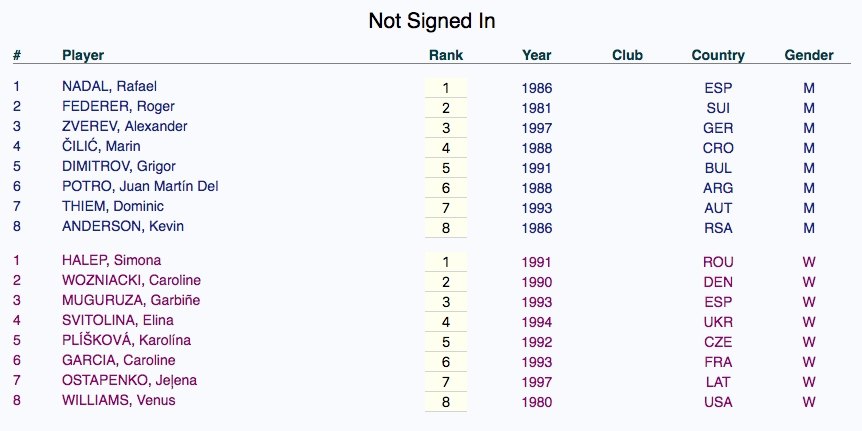 Not Signed In
# Player Rank Year Club Country Gender
1 NADAL, Rafael 1 1986 ESP M
2 FEDERER, Roger 2 1981 SUI M
3 ZVEREV, Alexander 3 1997 GER M
4 ČILIĆ, Marin 4 1988 CRO M
5 DIMITROV, Grigor 5 1991 BUL M
6 POTRO, Juan Martín Del 6 1988 ARG M
7 THIEM, Dominic 7 1993 AUT M
8 ANDERSON, Kevin 8 1986 RSA M
1 HALEP, Simona 1 1991 ROU W
2 WOZNIACKI, Caroline 2 1990 DEN W
3 MUGURUZA, Garbiñe 3 1993 ESP W
4 SVITOLINA, Elina 4 1994 UKR W
5 PLÍŠKOVÁ, Karolína 5 1992 CZE W
6 GARCIA, Caroline 6 1993 FRA W
7 OSTAPENKO, Jeļena 7 1997 LAT W
8 WILLIAMS, Venus 8 1980 USA W